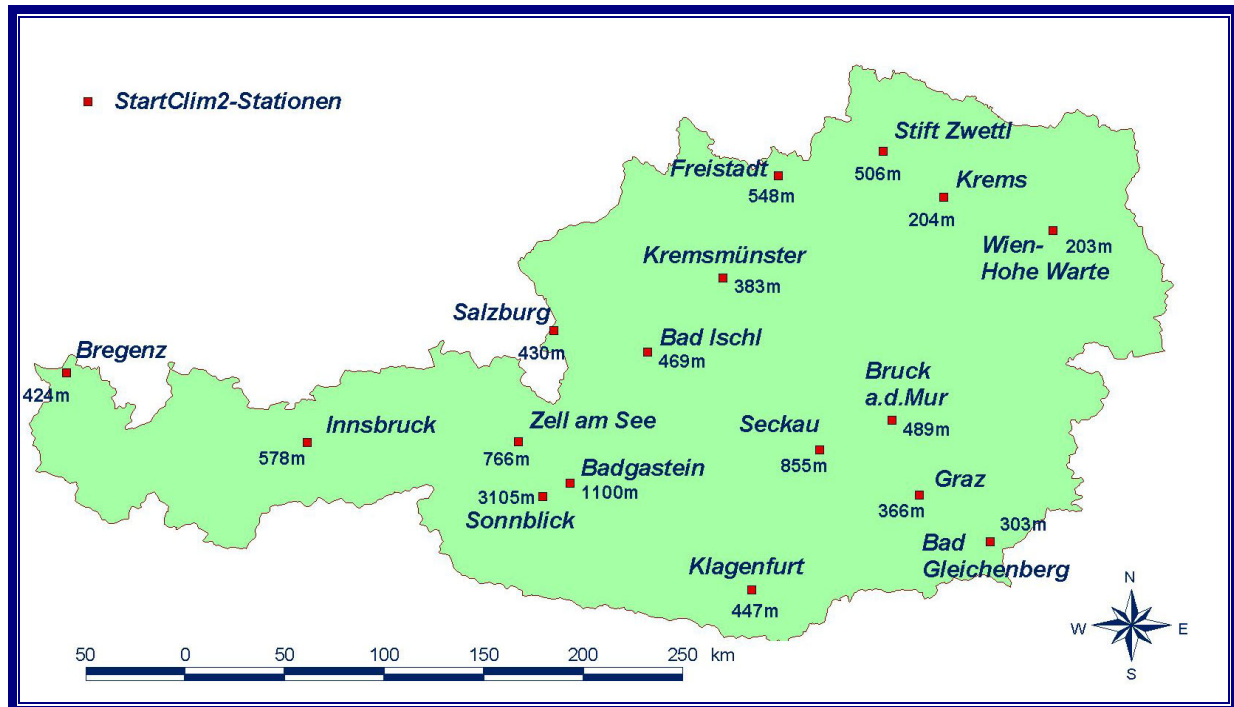 StartClim2-Stationen
Stift Zwettl
506m
Freistadt
548m
Krems
204m
Wien-
Hohe Warte
203m
Kremsmünster
383m
Salzburg
430m
Bad Ischl
469m
Bregenz
424m
Bruck
a.d.Mur
489m
Innsbruck
578m
Zell am See
766m
Seckau
855m
Badgastein
1100m
3105m
Sonnblick
Graz
366m
303m
Bad
Gleichenberg
Klagenfurt
447m
N
W
E
S
50 0 50 100 150 200 250 km